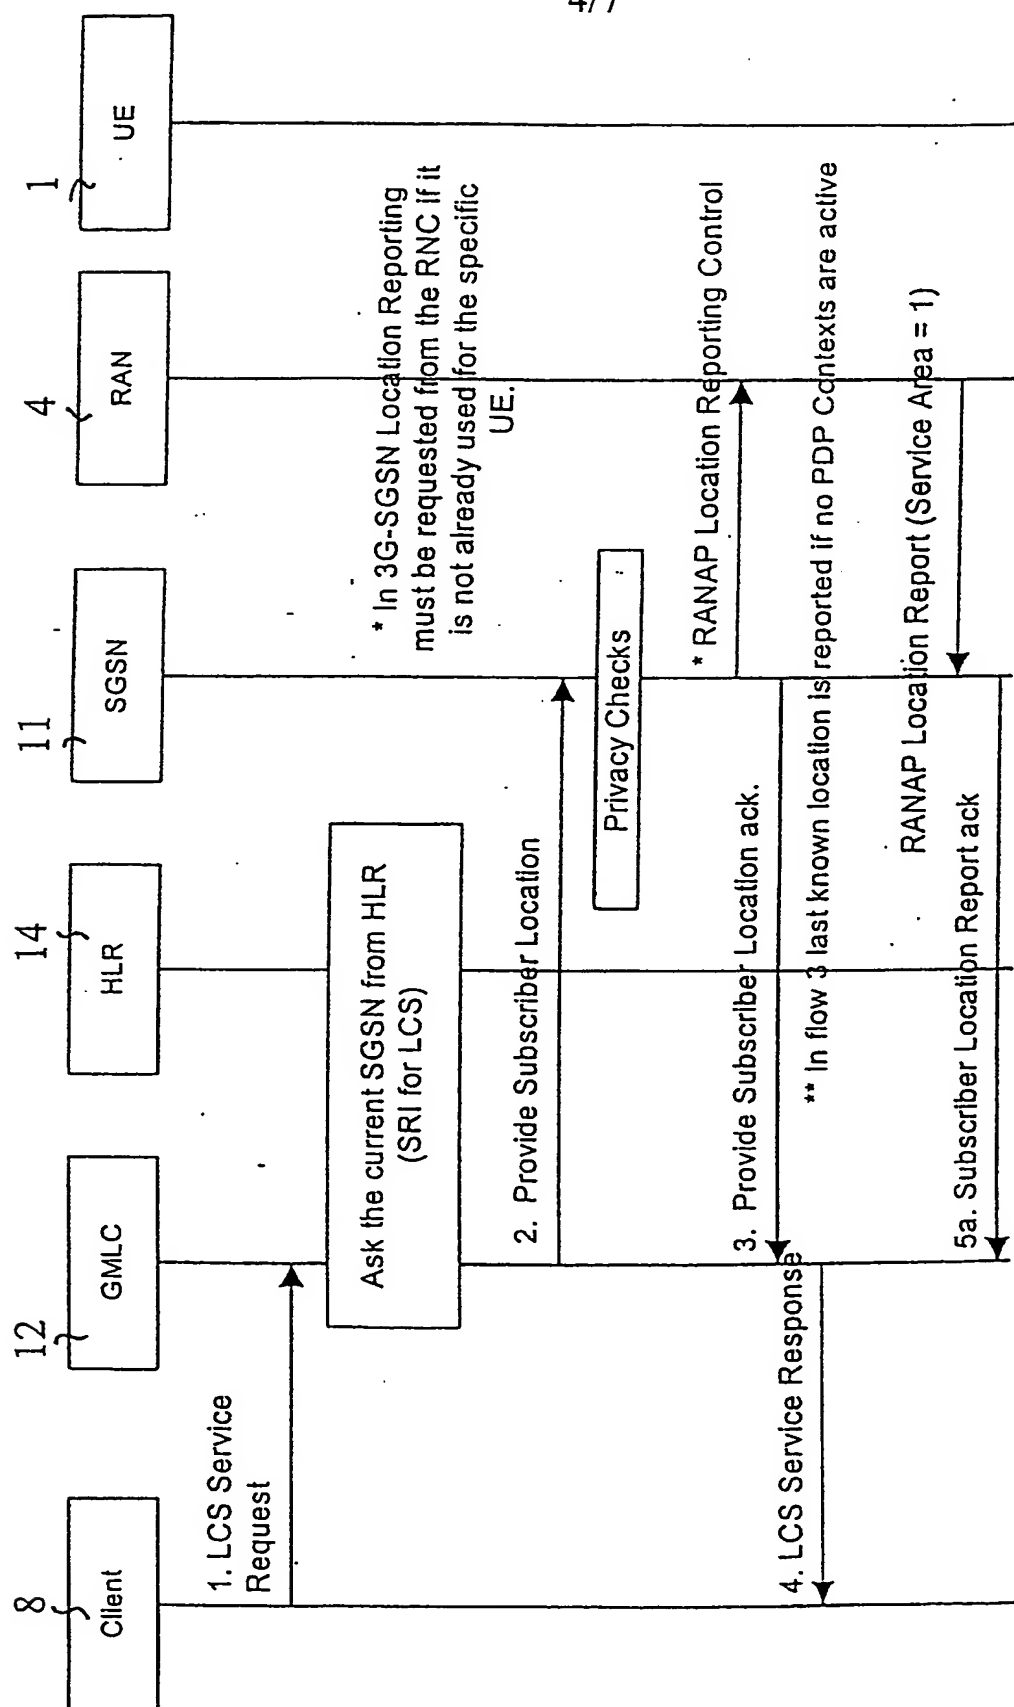 4/7
8
Client
12
GMLC
14
HLR
11
SGSN
4
RAN
1
UE
1. LCS Service
Request
Ask the current SGSN from HLR
(SRI for LCS)
* In 3G-SGSN Location Reporting
must be requested from the RNC if it
is not already used for the specific
UE.
2. Provide Subscriber Location
Privacy Checks
* RANAP Location Reporting Control
3. Provide Subscriber Location ack.
** In flow 3 last known location is reported if no PDP Contexts are active
4. LCS Service Response
RANAP Location Report (Service Area = 1)
5a. Subscriber Location Report ack